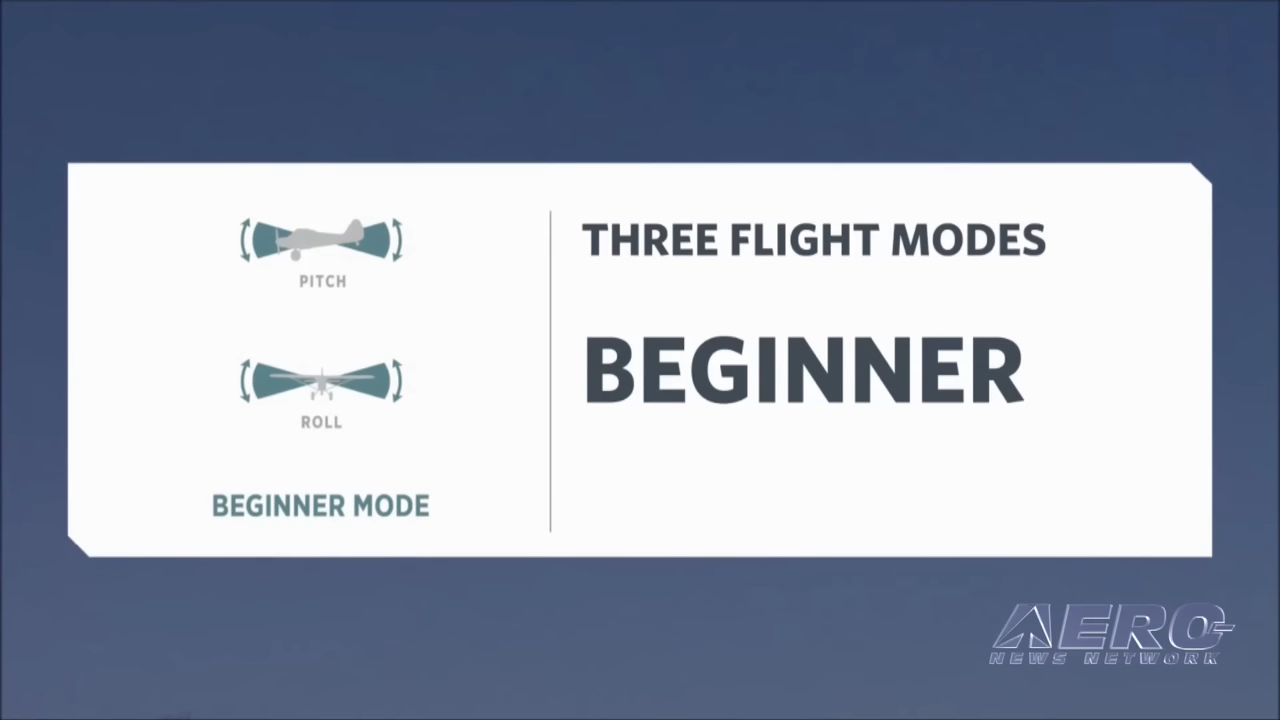 PITCH
ROLL
BEGINNER MODE
THREE FLIGHT MODES
BEGINNER
AERO
NEWS NETWORK